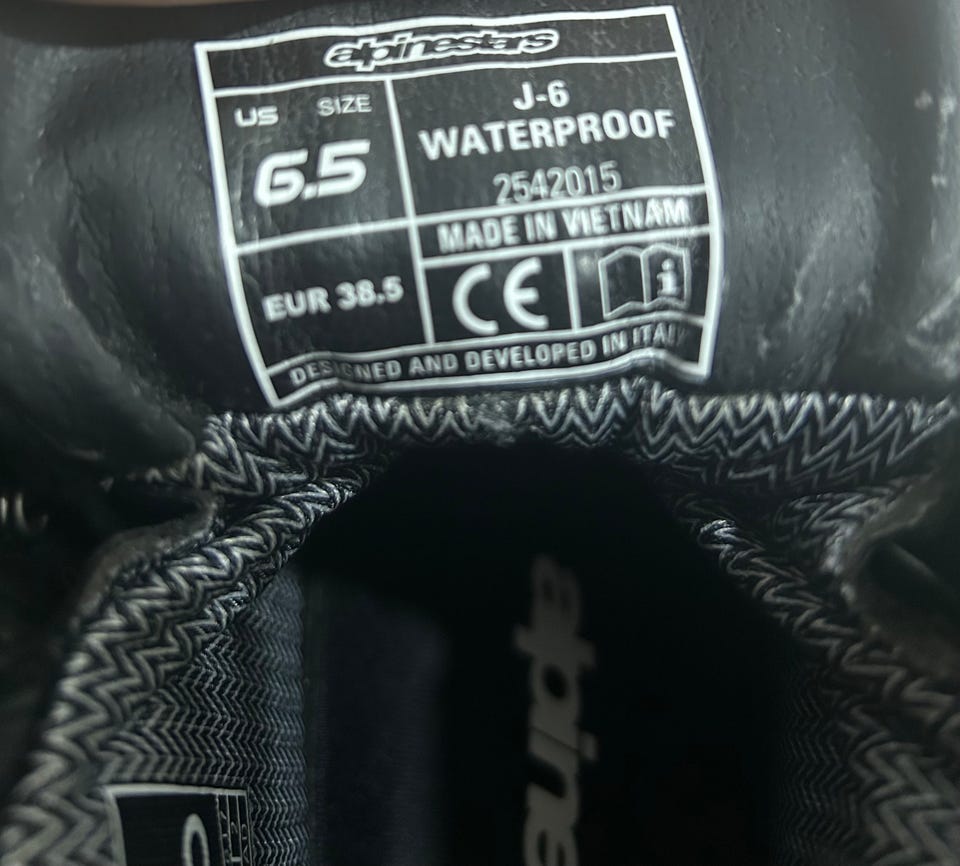 alpinestars
US SIZE
6.5
J-6
WATERPROOF
2542015
MADE IN VIETNAM
EUR 38.5
CE
i
DESIGNED AND DEVELOPED IN ITALY
alpine